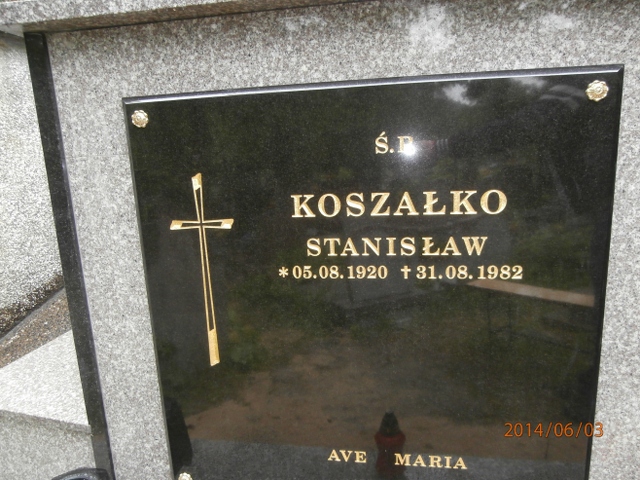 Ś.P.
KOSZAŁKO
STANISŁAW
*05.08.1920 †31.08.1982
AVE MARIA
2014/06/03